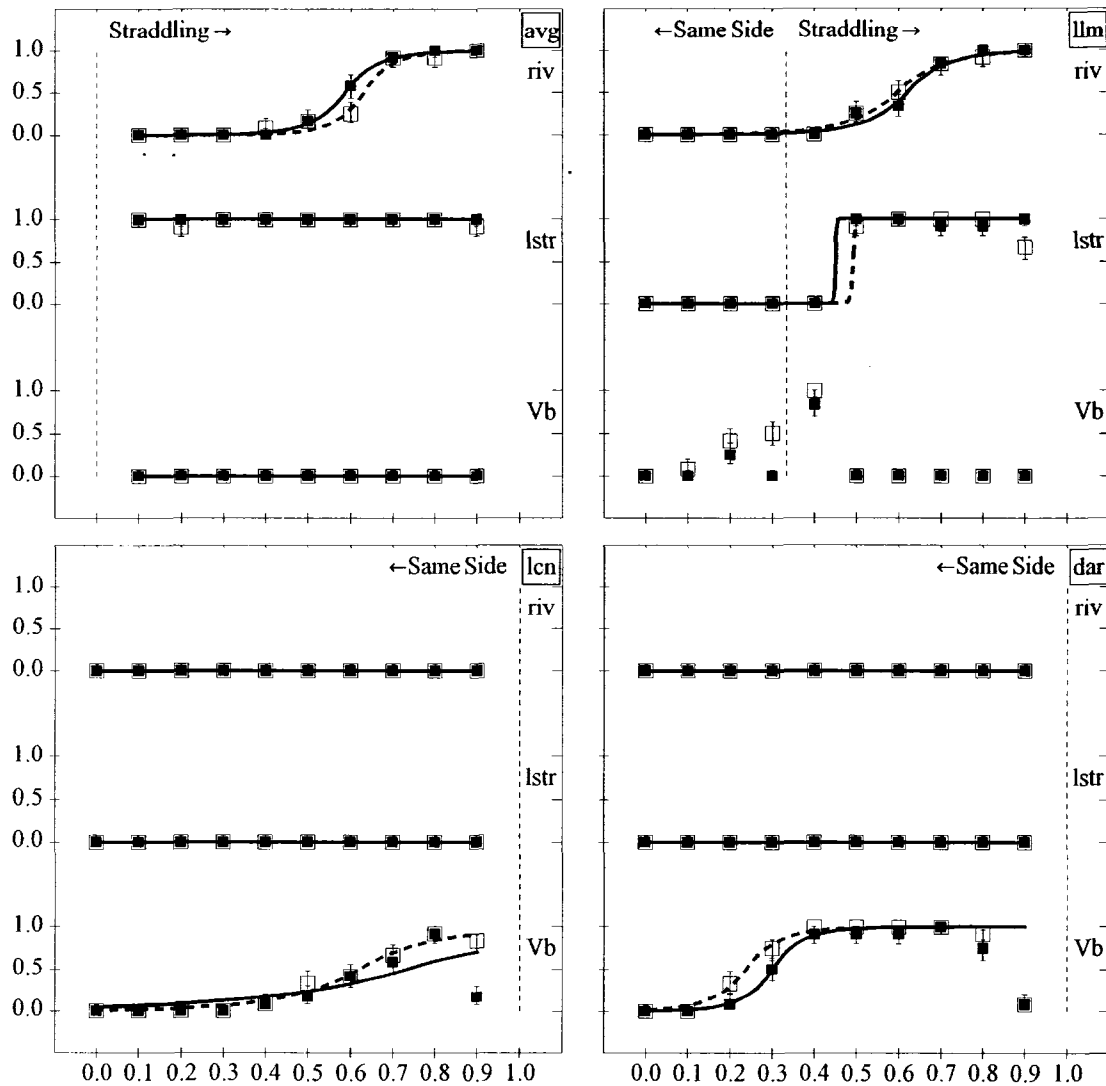 Straddling → avg
1.0 riv
0.5
0.0
1.0 lstr
0.5
0.0
1.0 Vb
0.5
0.0
← Same Side Straddling → llm
riv
lstr
Vb
← Same Side lcn
1.0 riv
0.5
0.0
1.0 lstr
0.5
0.0
1.0 Vb
0.5
0.0
0.0 0.1 0.2 0.3 0.4 0.5 0.6 0.7 0.8 0.9 1.0
← Same Side dar
riv
lstr
Vb
0.0 0.1 0.2 0.3 0.4 0.5 0.6 0.7 0.8 0.9 1.0